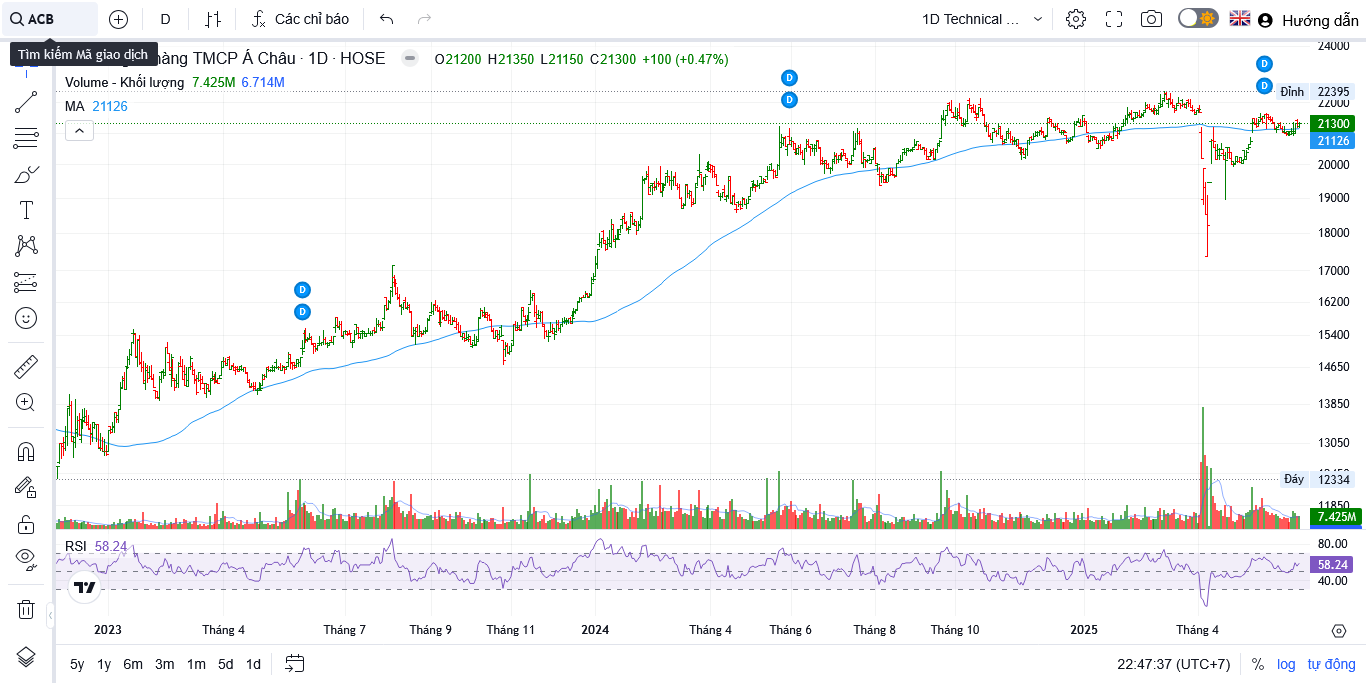 ACB
D
Các chỉ báo
1D Technical ...
Hướng dẫn
Tìm kiếm Mã giao dịch
hàng TMCP Á Châu · 1D · HOSE
O21200 H21350 L21150 C21300 +100 (+0.47%)
Volume - Khối lượng 7.425M 6.714M
MA 21126
D
D
D
D
D
D
24000
Đỉnh 22395
22000
21300
21126
20000
19000
18000
17000
16200
15400
14650
13850
13050
Đáy 12334
11850
7.425M
RSI 58.24
80.00
58.24
40.00
2023 Tháng 4 Tháng 7 Tháng 9 Tháng 11 2024 Tháng 4 Tháng 6 Tháng 8 Tháng 10 2025 Tháng 4
5y 1y 6m 3m 1m 5d 1d
22:47:37 (UTC+7) % log tự động